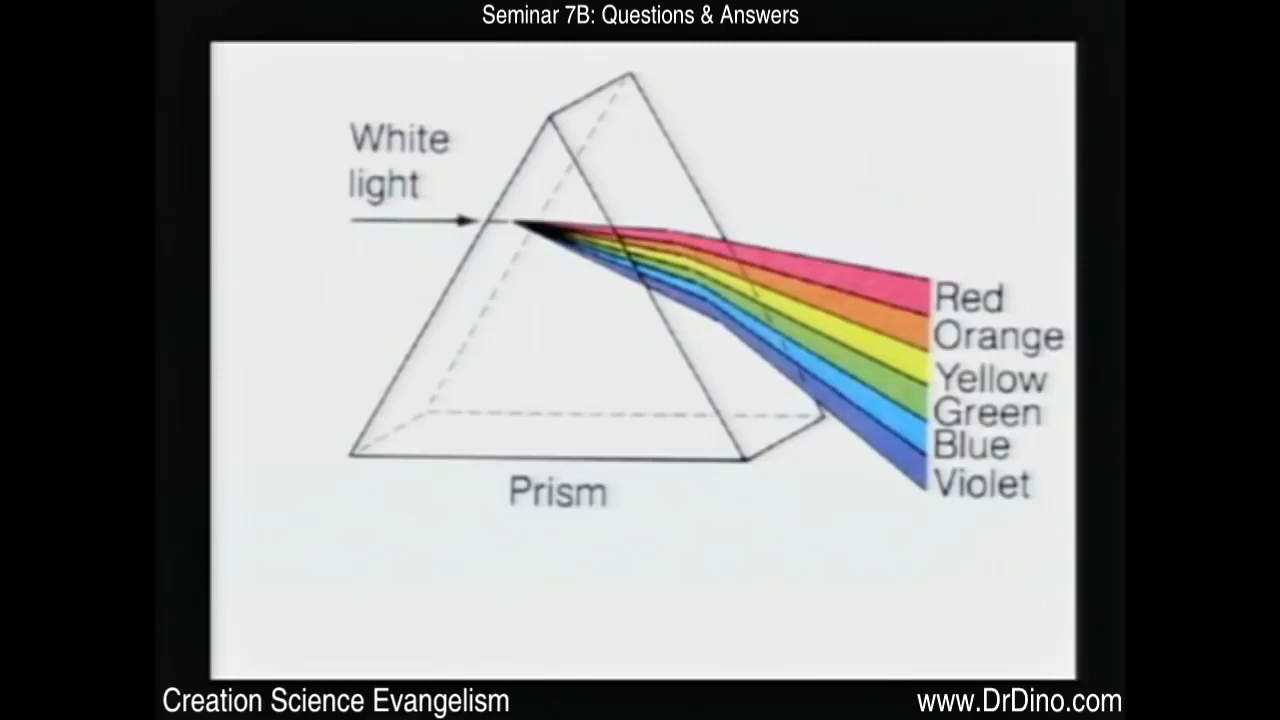 Seminar 7B: Questions & Answers
White
light
Red
Orange
Yellow
Green
Blue
Violet
Prism
Creation Science Evangelism
www.DrDino.com